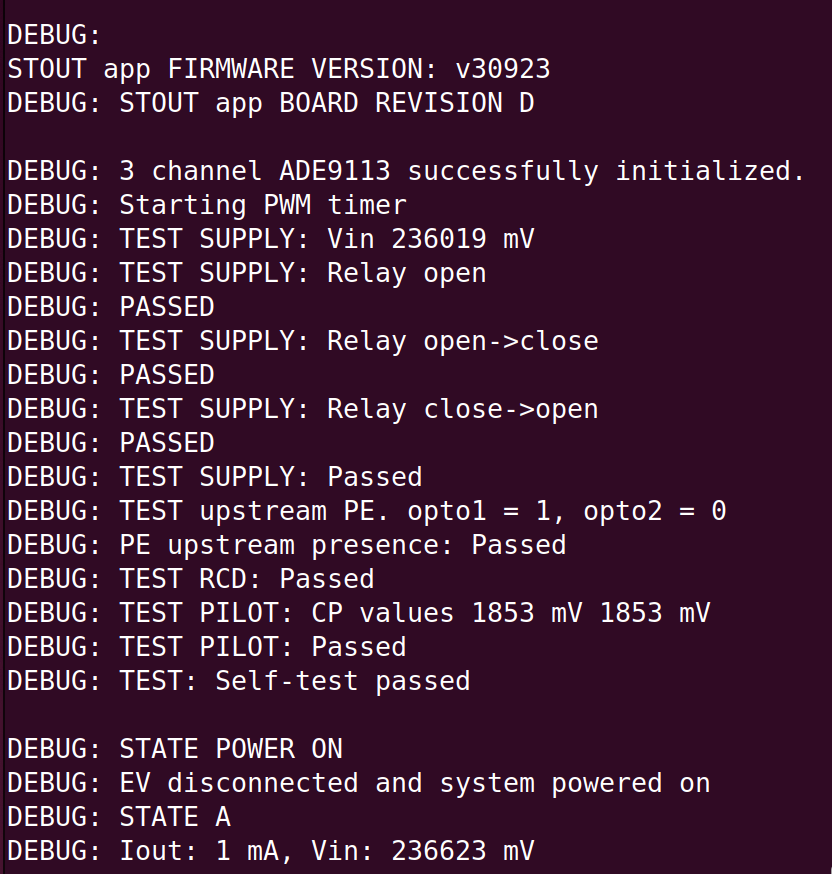 DEBUG:
STOUT app FIRMWARE VERSION: v30923
DEBUG: STOUT app BOARD REVISION D
DEBUG: 3 channel ADE9113 successfully initialized.
DEBUG: Starting PWM timer
DEBUG: TEST SUPPLY: Vin 236019 mV
DEBUG: TEST SUPPLY: Relay open
DEBUG: PASSED
DEBUG: TEST SUPPLY: Relay open->close
DEBUG: PASSED
DEBUG: TEST SUPPLY: Relay close->open
DEBUG: PASSED
DEBUG: TEST SUPPLY: Passed
DEBUG: TEST upstream PE. opto1 = 1, opto2 = 0
DEBUG: PE upstream presence: Passed
DEBUG: TEST RCD: Passed
DEBUG: TEST PILOT: CP values 1853 mV 1853 mV
DEBUG: TEST PILOT: Passed
DEBUG: TEST: Self-test passed
DEBUG: STATE POWER ON
DEBUG: EV disconnected and system powered on
DEBUG: STATE A
DEBUG: Iout: 1 mA, Vin: 236623 mV